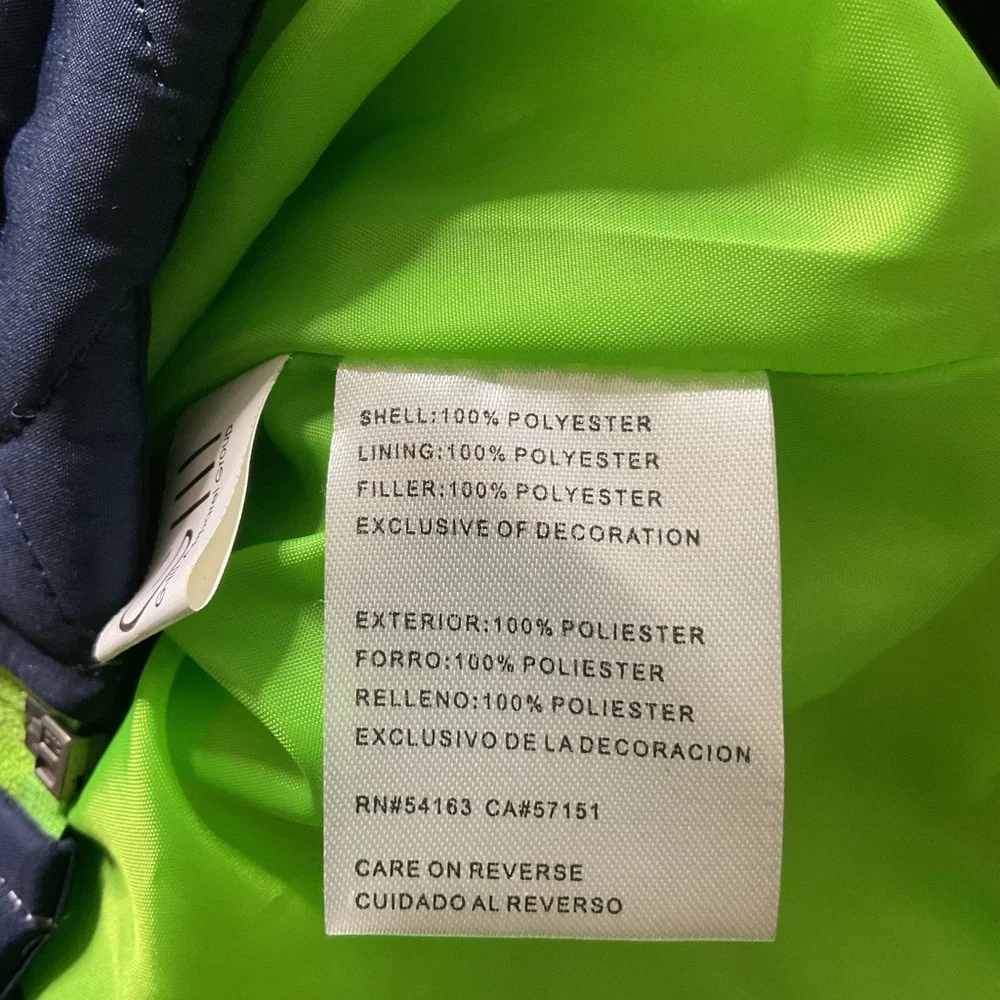 SHELL:100% POLYESTER
LINING:100% POLYESTER
FILLER:100% POLYESTER
EXCLUSIVE OF DECORATION
EXTERIOR:100% POLIESTER
FORRO:100% POLIESTER
RELLENO:100% POLIESTER
EXCLUSIVO DE LA DECORACION
RN#54163 CA#57151
CARE ON REVERSE
CUIDADO AL REVERSO
Group